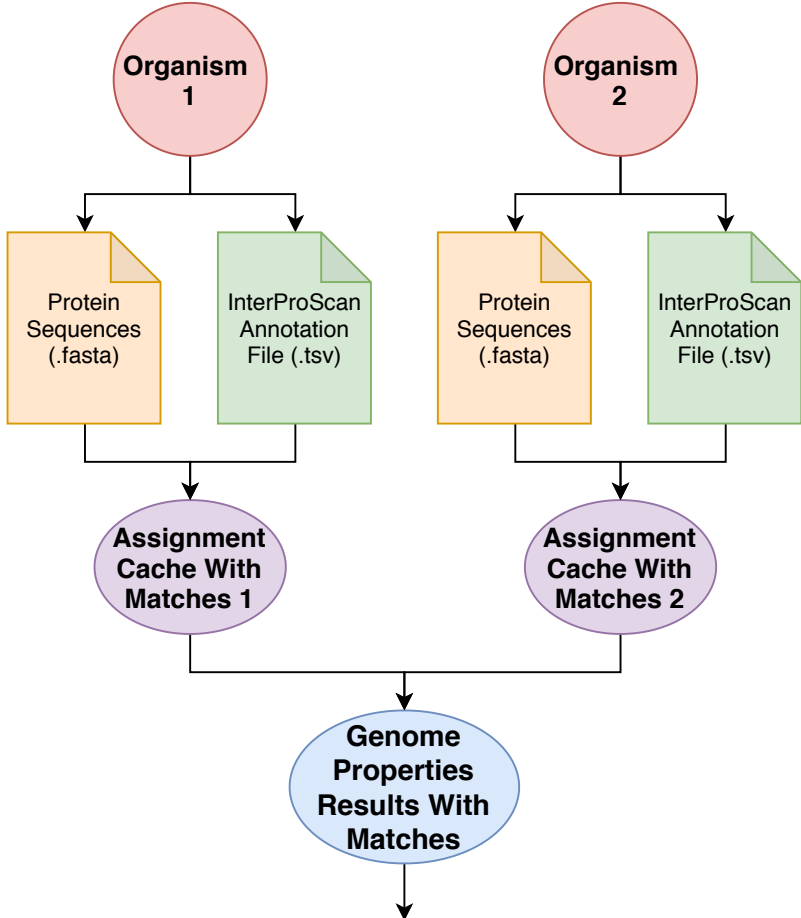 Organism
1
Organism
2
Protein
Sequences
(.fasta)
InterProScan
Annotation
File (.tsv)
Protein
Sequences
(.fasta)
InterProScan
Annotation
File (.tsv)
Assignment
Cache With
Matches 1
Assignment
Cache With
Matches 2
Genome
Properties
Results With
Matches